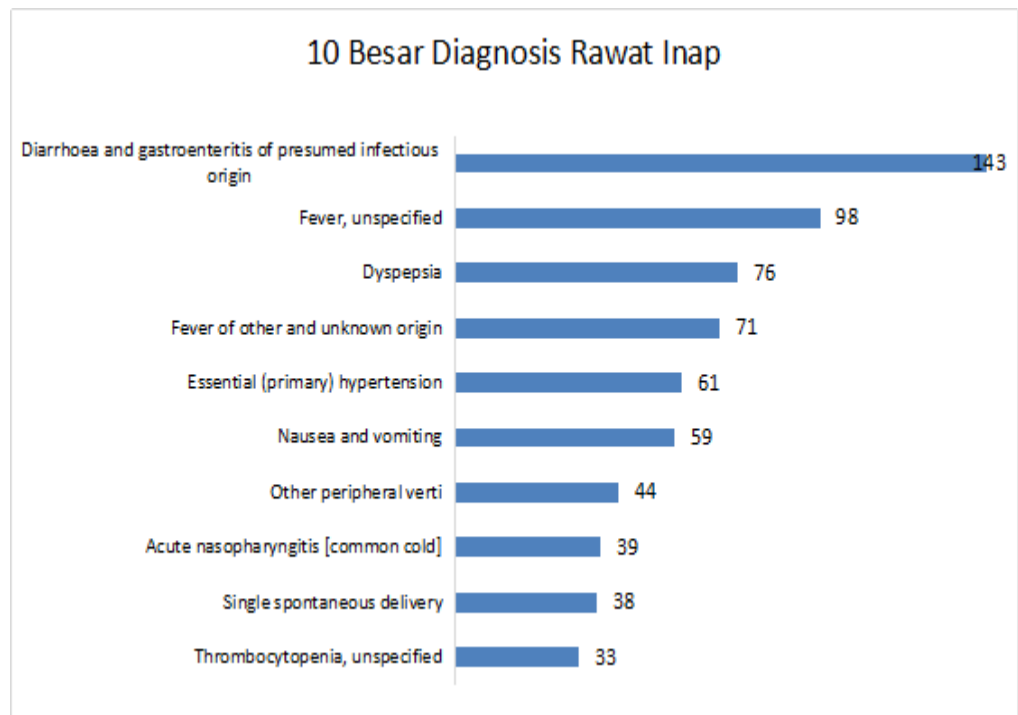 10 Besar Diagnosis Rawat Inap
Diarrhoea and gastroenteritis of presumed infectious
origin
143
Fever, unspecified
98
Dyspepsia
76
Fever of other and unknown origin
71
Essential (primary) hypertension
61
Nausea and vomiting
59
Other peripheral verti
44
Acute nasopharyngitis [common cold]
39
Single spontaneous delivery
38
Thrombocytopenia, unspecified
33